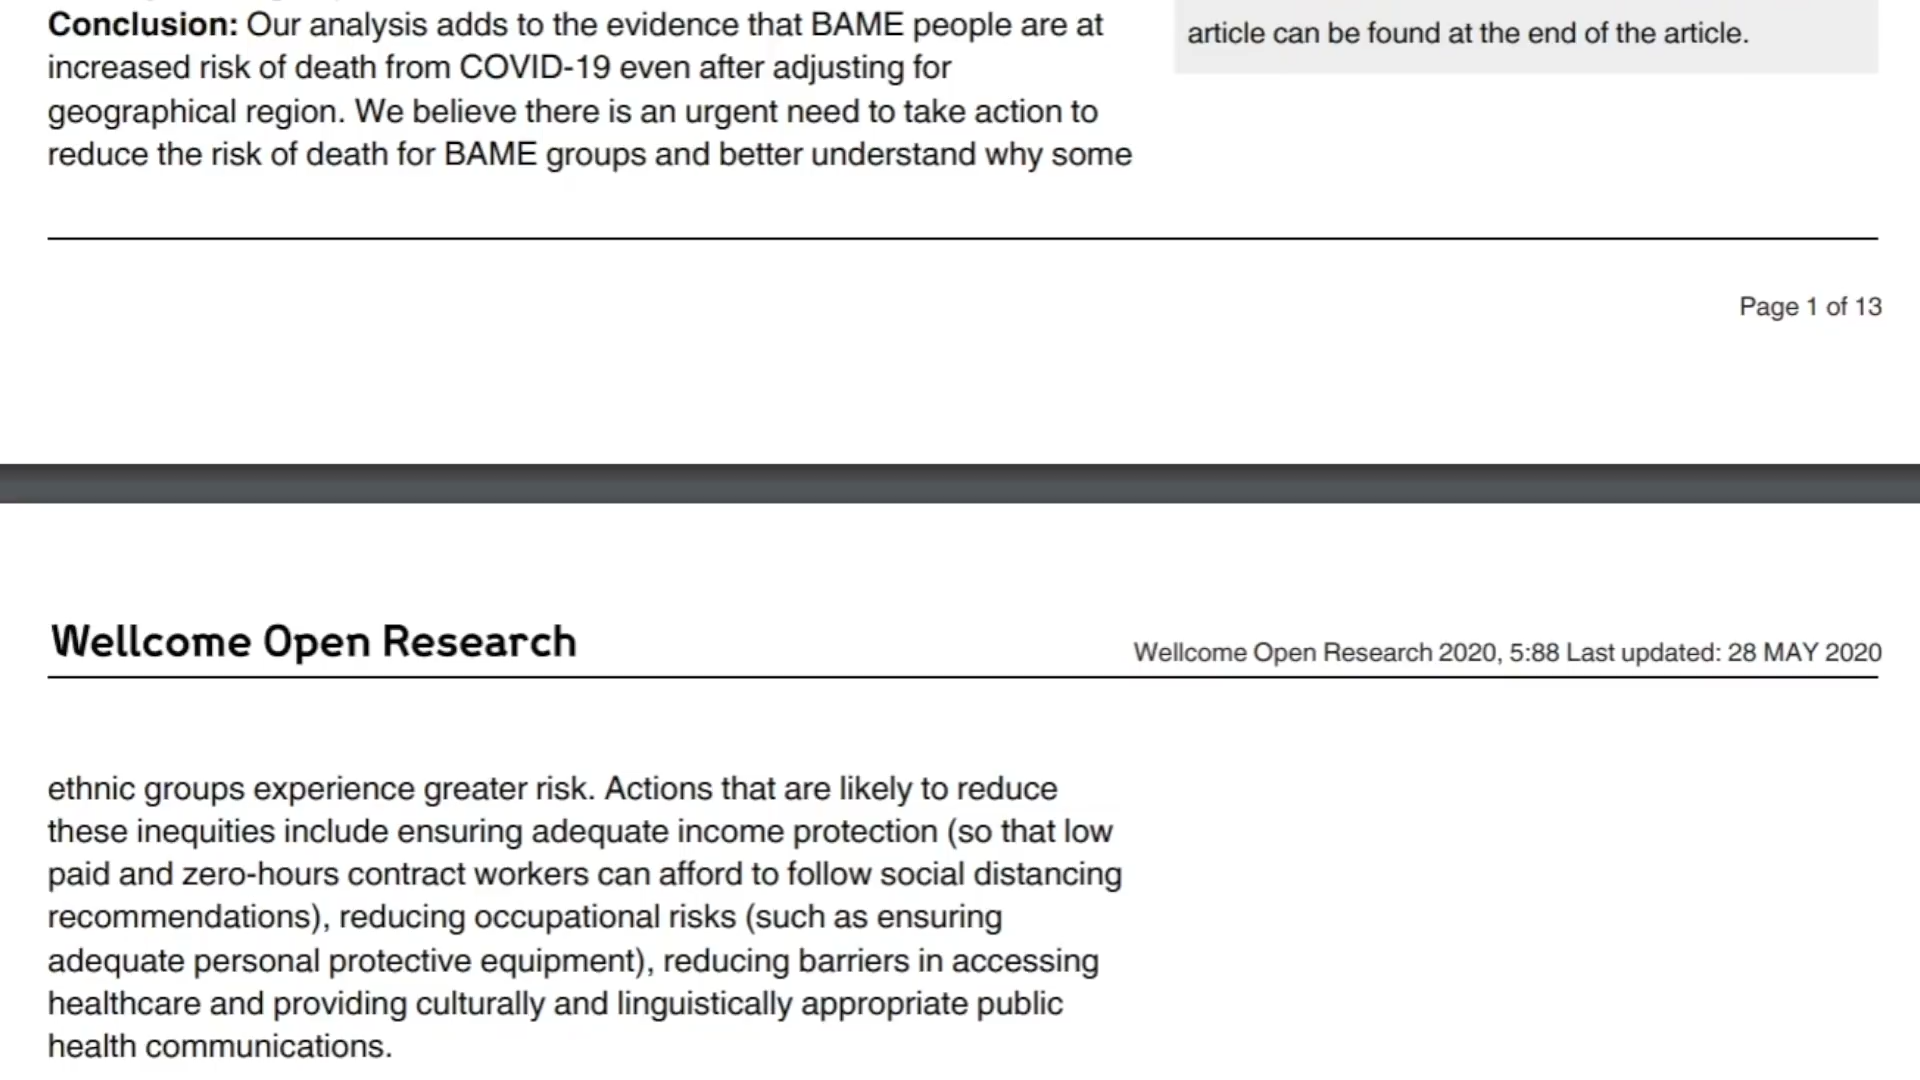 Conclusion: Our analysis adds to the evidence that BAME people are at
increased risk of death from COVID-19 even after adjusting for
geographical region. We believe there is an urgent need to take action to
reduce the risk of death for BAME groups and better understand why some
article can be found at the end of the article.
Page 1 of 13
Wellcome Open Research
Wellcome Open Research 2020, 5:88 Last updated: 28 MAY 2020
ethnic groups experience greater risk. Actions that are likely to reduce
these inequities include ensuring adequate income protection (so that low
paid and zero-hours contract workers can afford to follow social distancing
recommendations), reducing occupational risks (such as ensuring
adequate personal protective equipment), reducing barriers in accessing
healthcare and providing culturally and linguistically appropriate public
health communications.